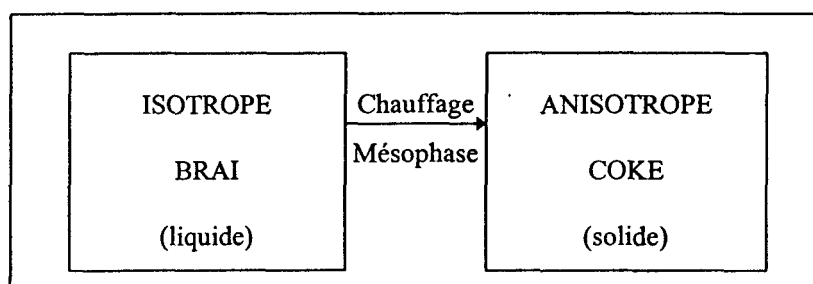 ISOTROPE
BRAI
(liquide)
Chauffage
Mésophase
ANISOTROPE
COKE
(solide)